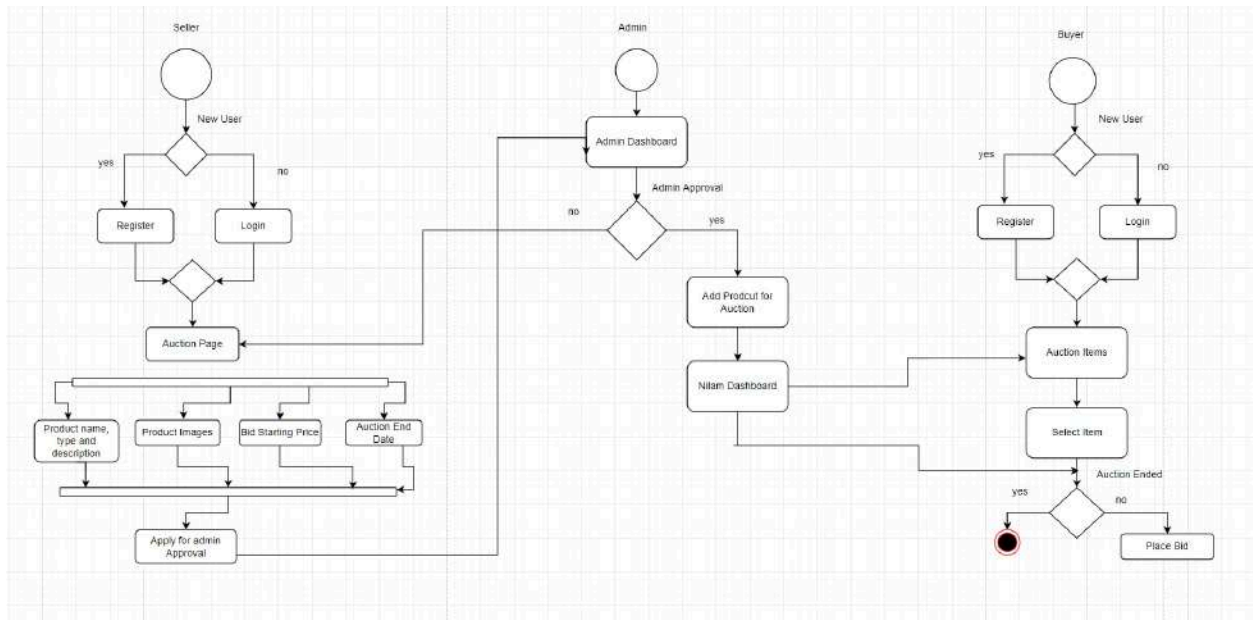 Seller
Admin
Buyer
New User
yes
no
Register
Login
Auction Page
Product name,
type and
description
Product Images
Bid Starting Price
Auction End
Date
Apply for admin
Approval
Admin Dashboard
Admin Approval
no
yes
Add Prodcut for
Auction
Nilam Dashboard
New User
yes
no
Register
Login
Auction Items
Select Item
Auction Ended
yes
no
Place Bid